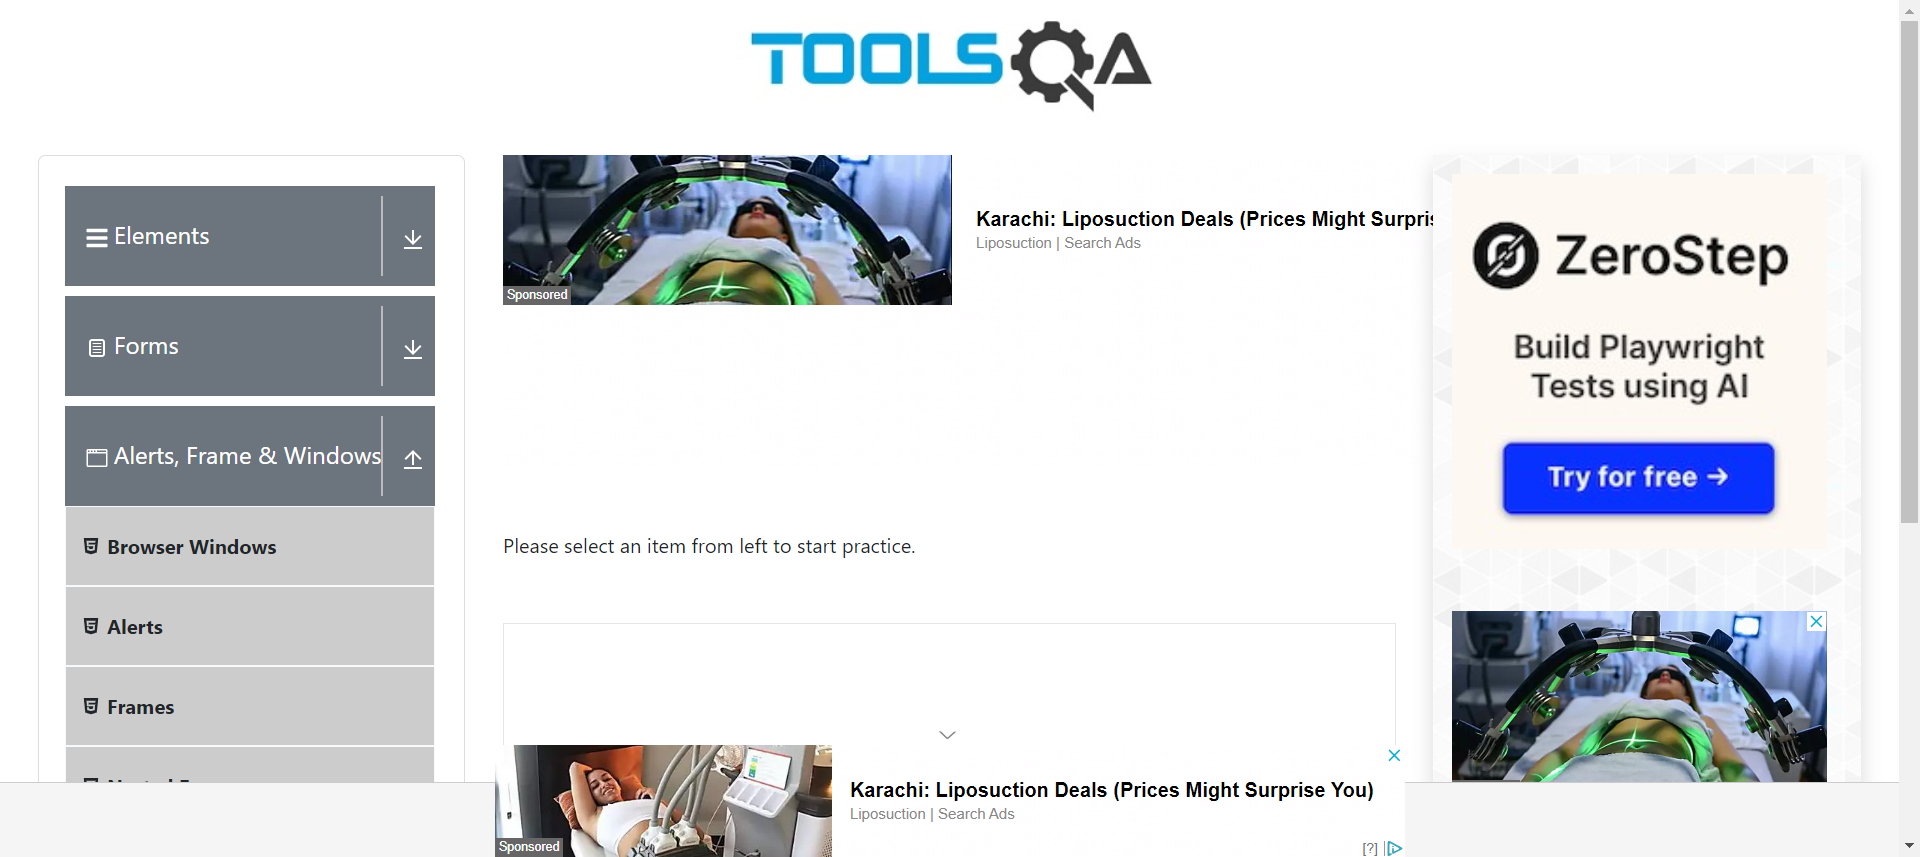 TOOLSQA
Elements
Forms
Alerts, Frame & Windows
Browser Windows
Alerts
Frames
Sponsored
Karachi: Liposuction Deals (Prices Might Surpris
Liposuction | Search Ads
Please select an item from left to start practice.
ZeroStep
Build Playwright
Tests using AI
Try for free →
Sponsored
Karachi: Liposuction Deals (Prices Might Surprise You)
Liposuction | Search Ads
[?]